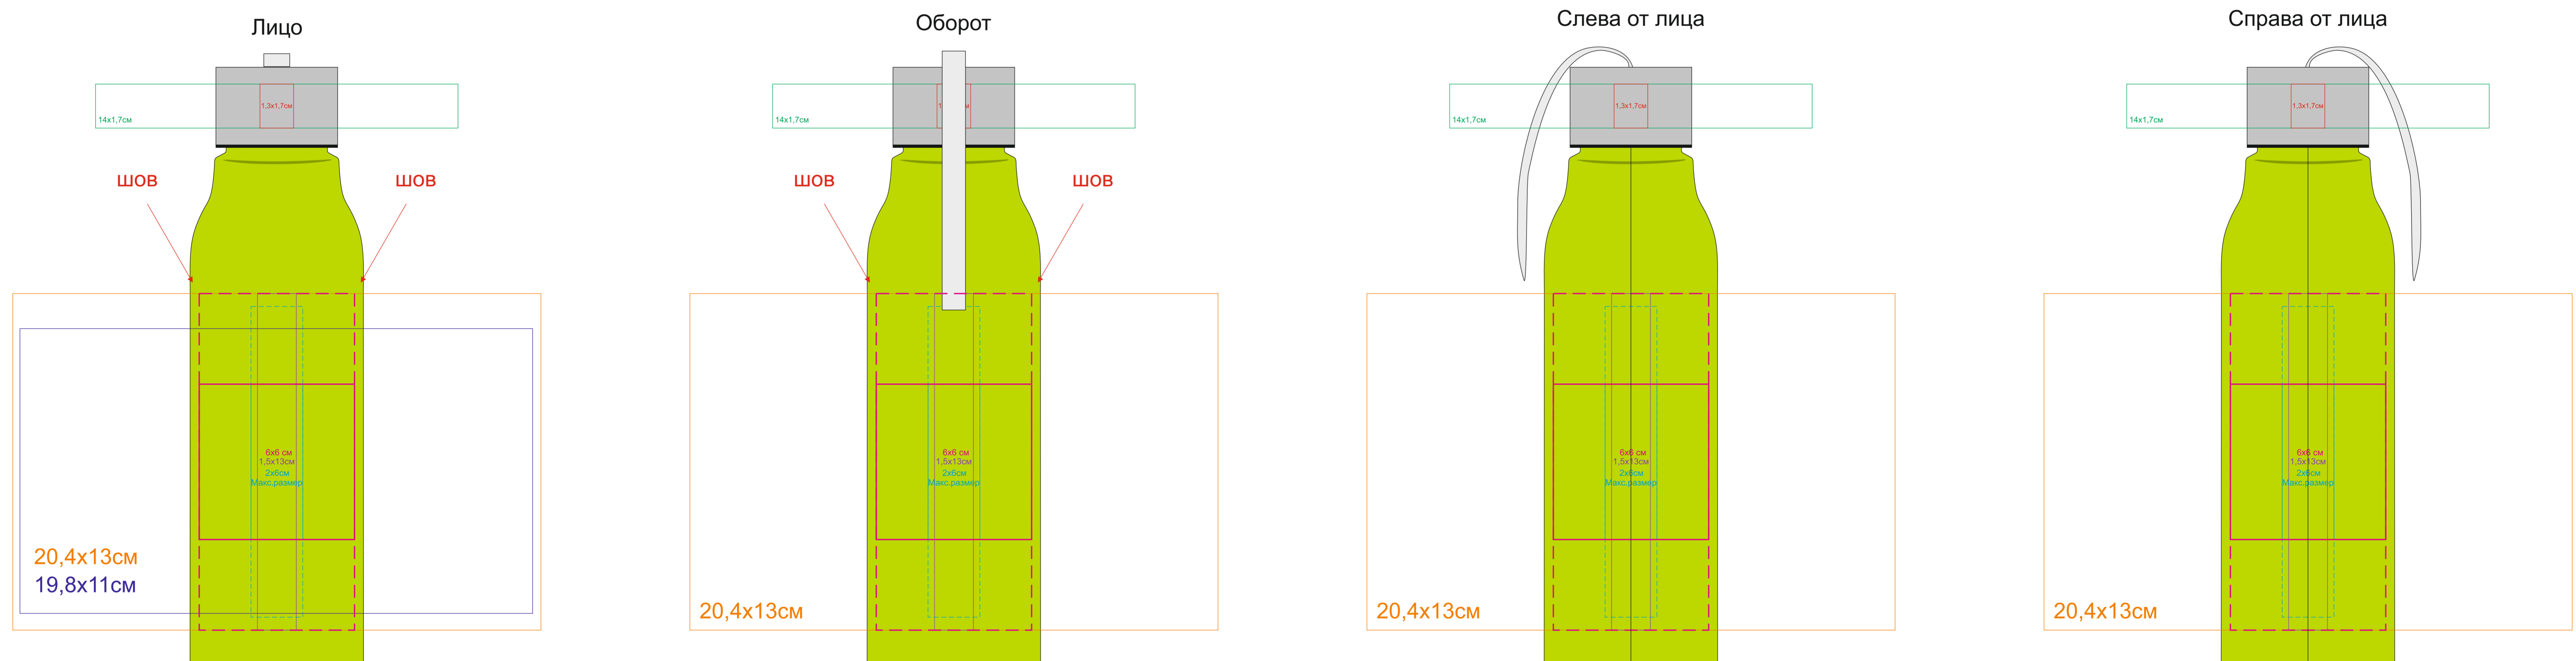 Лицо
1,3х1,7см
14х1,7см
шов
шов
6х6 см
1,5х13см
2х6см
Макс.размер
20,4х13см
19,8х11см
Оборот
14х1,7см
шов
шов
6х6 см
1,5х13см
2х6см
Макс.размер
20,4х13см
Слева от лица
1,3х1,7см
14х1,7см
6х6 см
1,5х13см
2х6см
Макс.размер
20,4х13см
Справа от лица
1,3х1,7см
14х1,7см
6х6 см
1,5х13см
2х6см
Макс.размер
20,4х13см